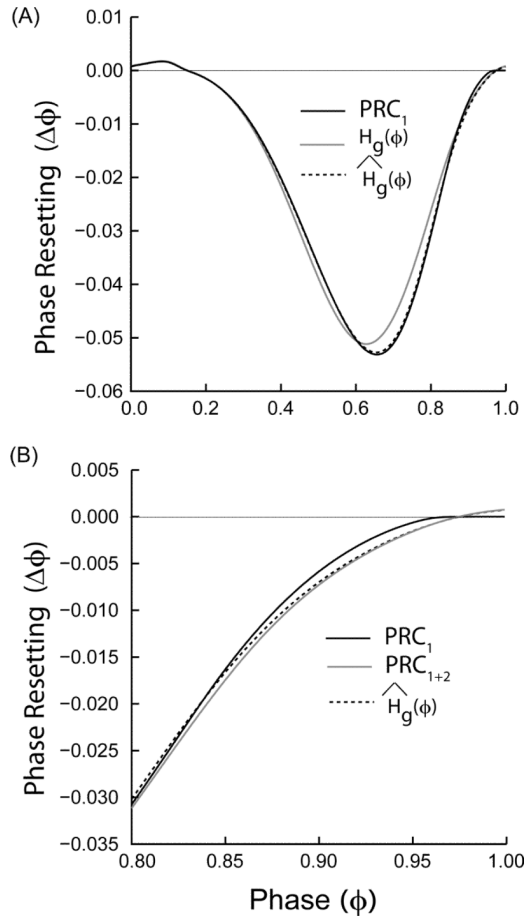 (A)
0.01
0.00
−0.01
−0.02
−0.03
−0.04
−0.05
−0.06
Phase Resetting (Δϕ)
PRC₁
H_g(ϕ)
Ĥ_g(ϕ)
0.0 0.2 0.4 0.6 0.8 1.0
(B)
0.005
0.000
−0.005
−0.010
−0.015
−0.020
−0.025
−0.030
−0.035
Phase Resetting (Δϕ)
PRC₁
PRC₁₊₂
Ĥ_g(ϕ)
0.80 0.85 0.90 0.95 1.00
Phase (ϕ)